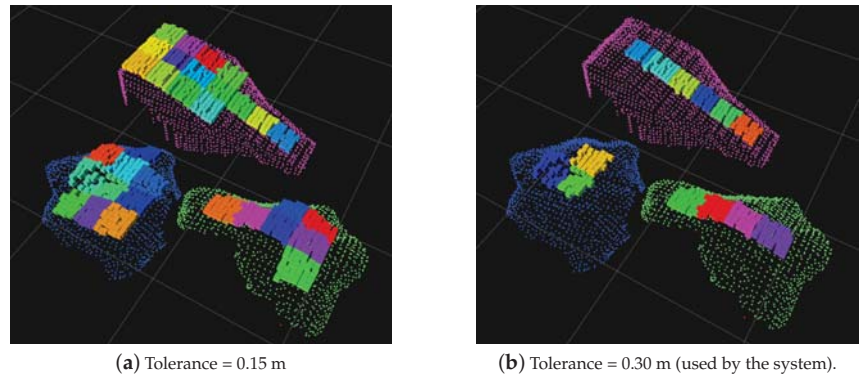 (a) Tolerance = 0.15 m
(b) Tolerance = 0.30 m (used by the system).